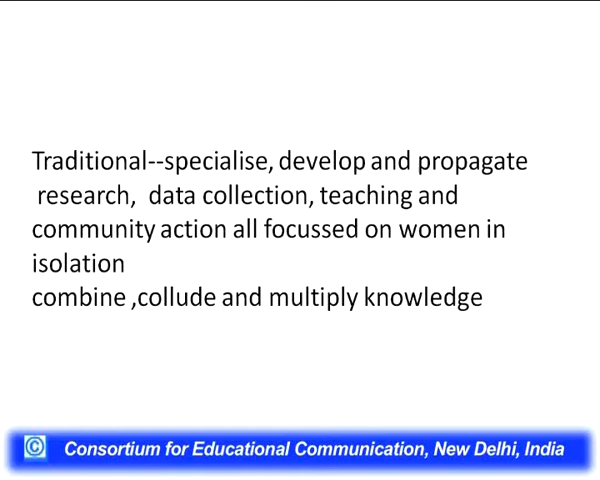 Traditional--specialise, develop and propagate
research,  data collection, teaching and
community action all focussed on women in
isolation
combine ,collude and multiply knowledge
© Consortium for Educational Communication, New Delhi, India